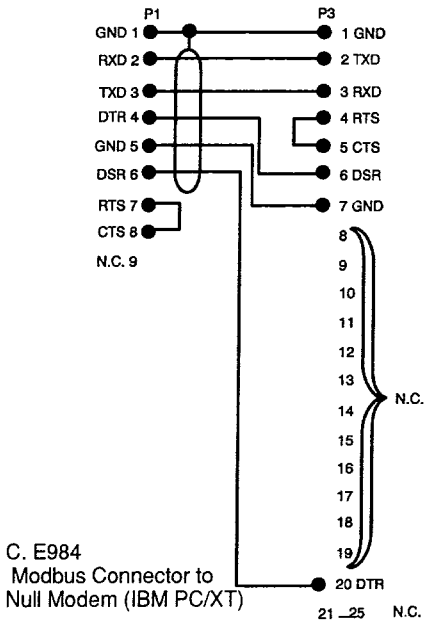 P1 P3
GND 1 1 GND
RXD 2 2 TXD
TXD 3 3 RXD
DTR 4 4 RTS
GND 5 5 CTS
DSR 6 6 DSR
RTS 7 7 GND
CTS 8 8
N.C. 9 9
10
11
12
13
N.C.
14
15
16
17
18
19
C. E984
Modbus Connector to
Null Modem (IBM PC/XT)
20 DTR
21 – 25 N.C.